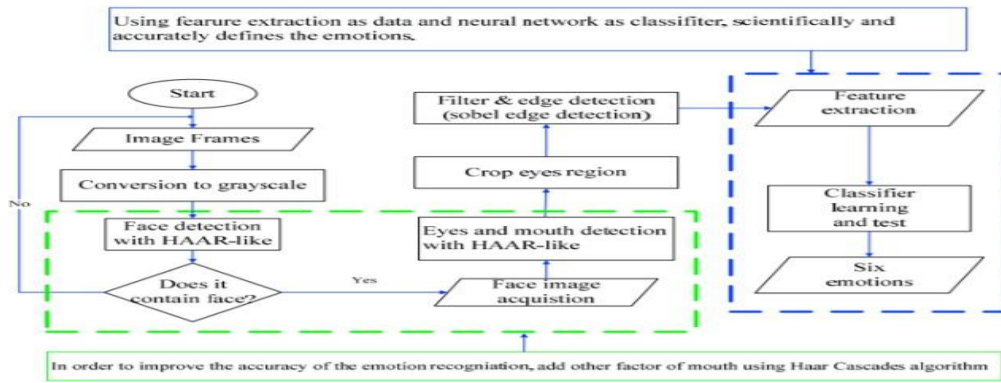 Using feature extraction as data and neural network as classifiter, scientifically and
accurately defines the emotions.
Start
Image Frames
Conversion to grayscale
Face detection
with HAAR-like
Does it
contain face?
No
Yes
Face image
acquistion
Eyes and mouth detection
with HAAR-like
Crop eyes region
Filter & edge detection
(sobel edge detection)
Feature
extraction
Classifier
learning
and test
Six
emotions
In order to improve the accuracy of the emotion recogniation, add other factor of mouth using Haar Cascades algorithm